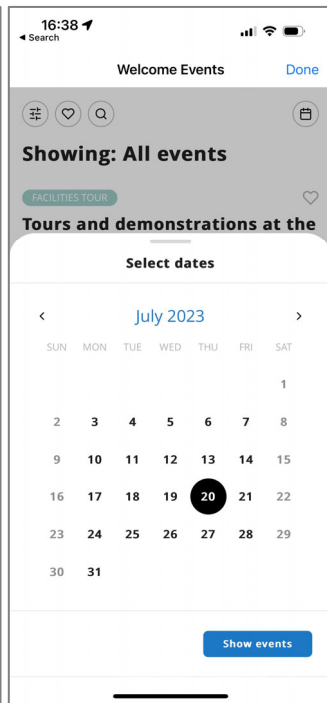 16:38
◄ Search
Welcome Events Done
Showing: All events
FACILITIES TOUR
Tours and demonstrations at the
Select dates
July 2023
SUN MON TUE WED THU FRI SAT
1
2 3 4 5 6 7 8
9 10 11 12 13 14 15
16 17 18 19 20 21 22
23 24 25 26 27 28 29
30 31
Show events